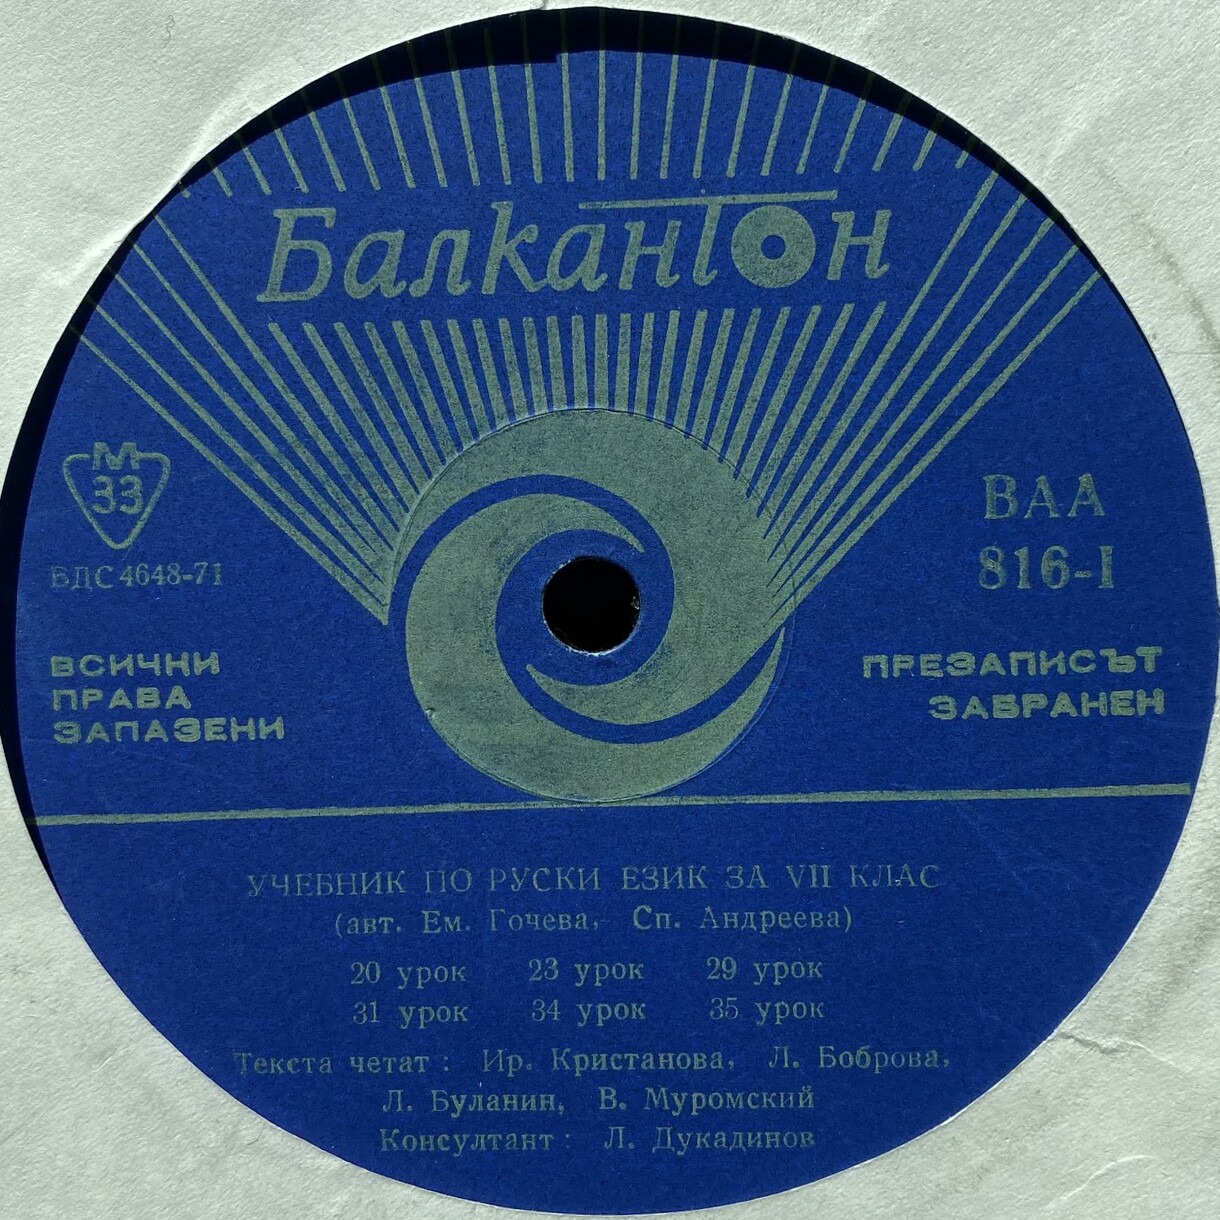 Балкантон
М
33
БДС 4648-71
ВАА
816-I
ВСИЧКИ
ПРАВА
ЗАПАЗЕНИ
ПРЕЗАПИСЪТ
ЗАБРАНЕН
УЧЕБНИК ПО РУСКИ ЕЗИК ЗА VII КЛАС
(авт. Ем. Гочева, Сп. Андреева)
20 урок 23 урок 29 урок
31 урок 34 урок 35 урок
Текста четат : Ир. Кристанова, Л. Боброва,
Л. Буланин, В. Муромский
Консултант : Л. Дукадинов